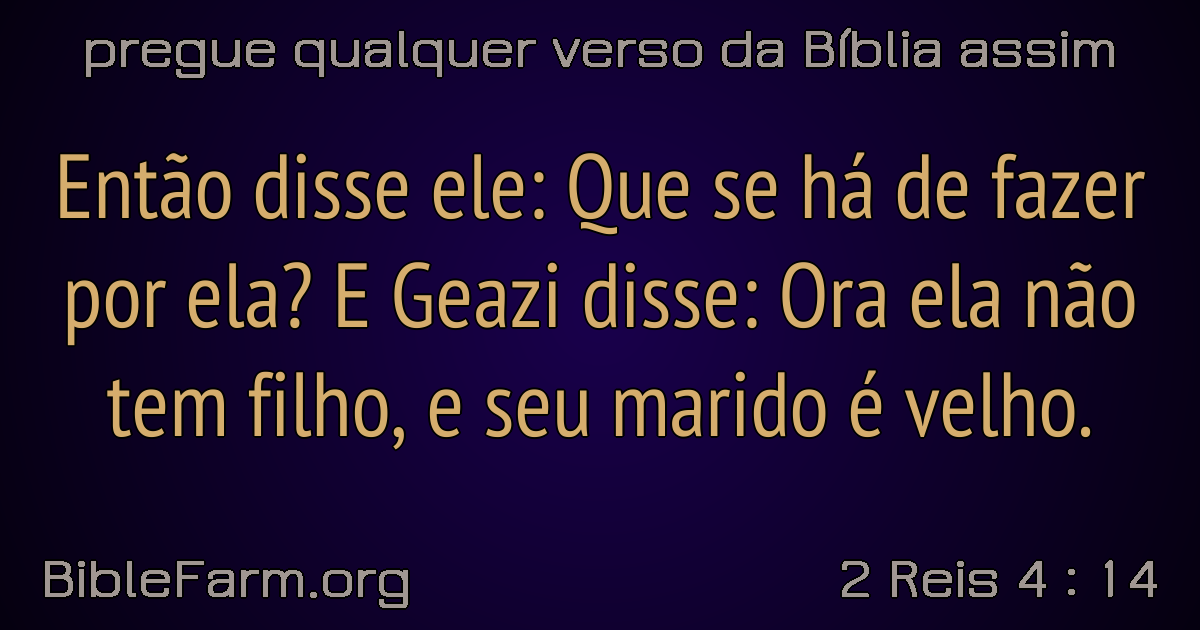 pregue qualquer verso da Bíblia assim
Então disse ele: Que se há de fazer
por ela? E Geazi disse: Ora ela não
tem filho, e seu marido é velho.
BibleFarm.org
2 Reis 4 : 14